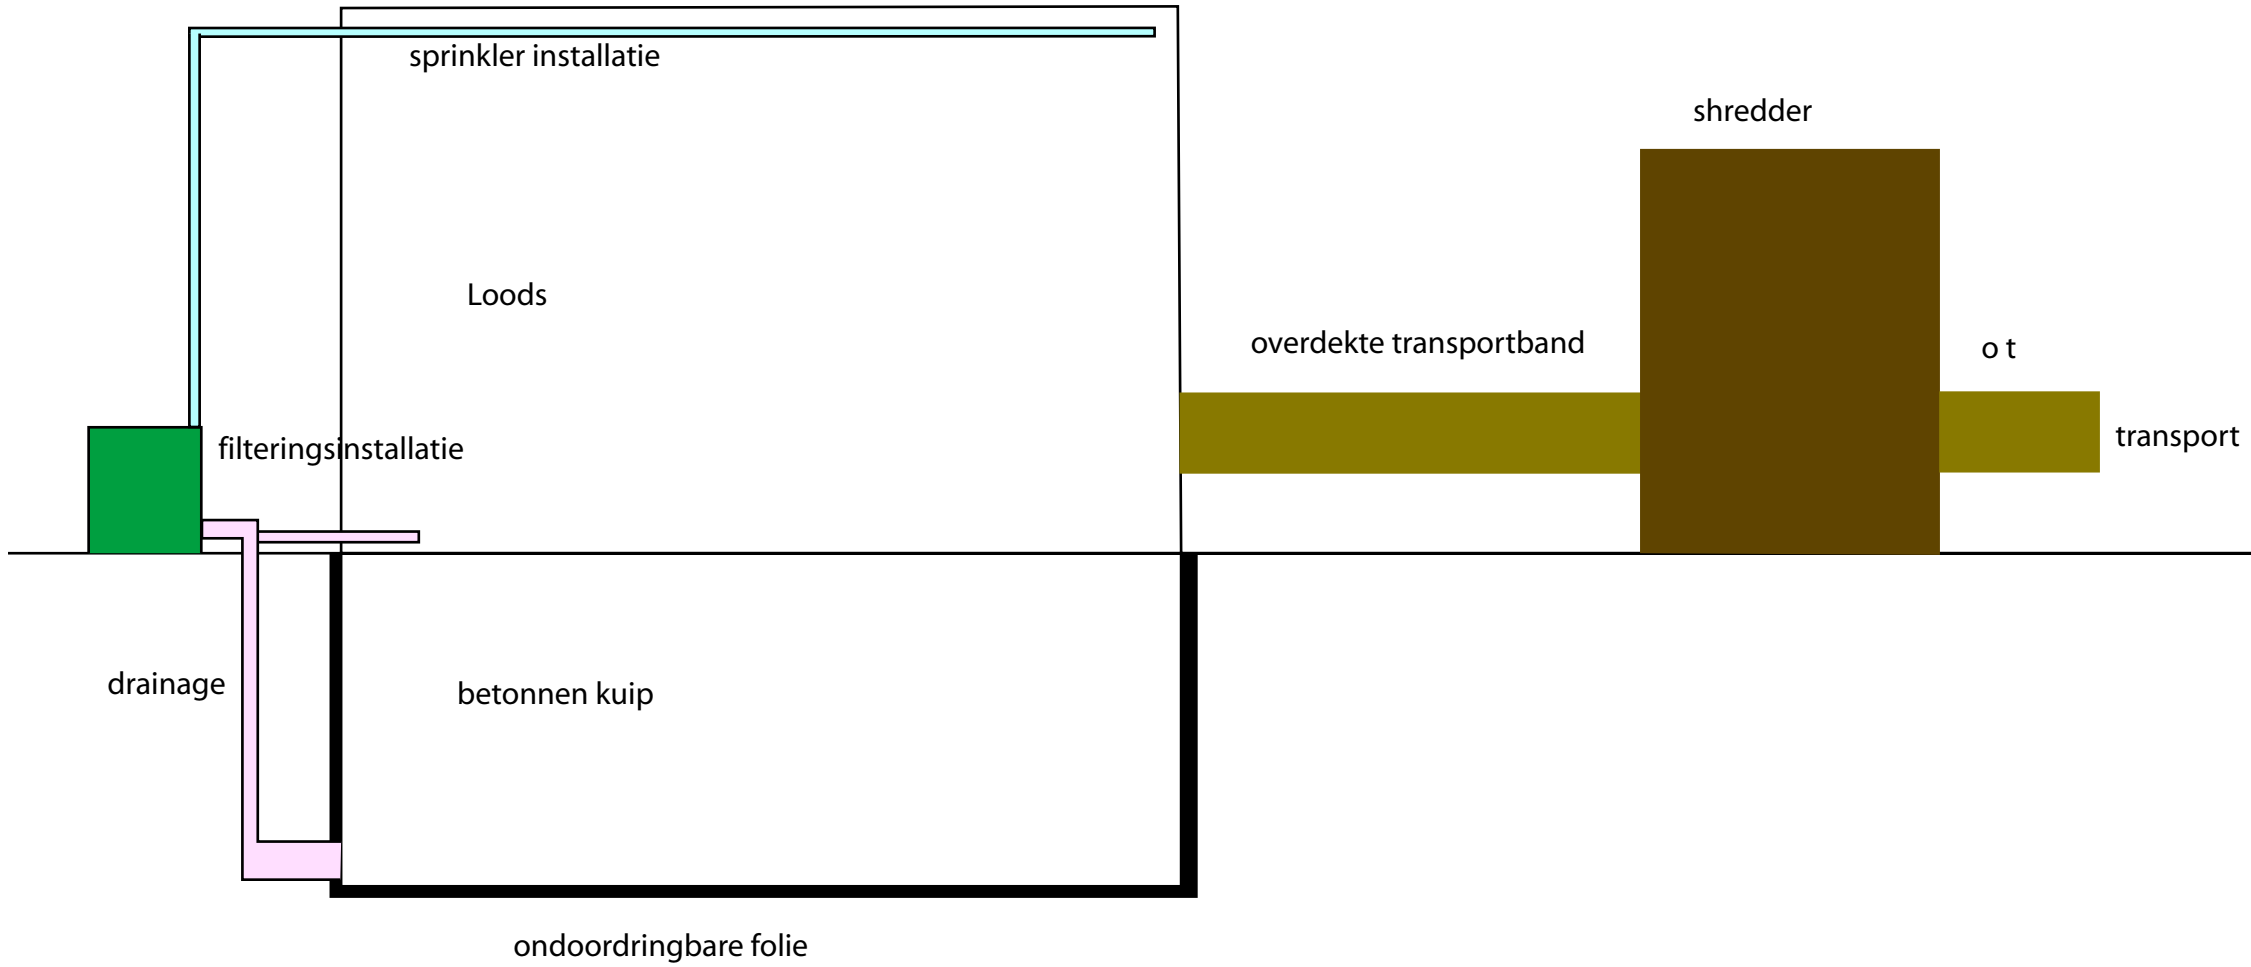 sprinkler installatie
shredder
Loods
overdekte transportband
o t
filteringsinstallatie
transport
drainage
betonnen kuip
ondoordringbare folie